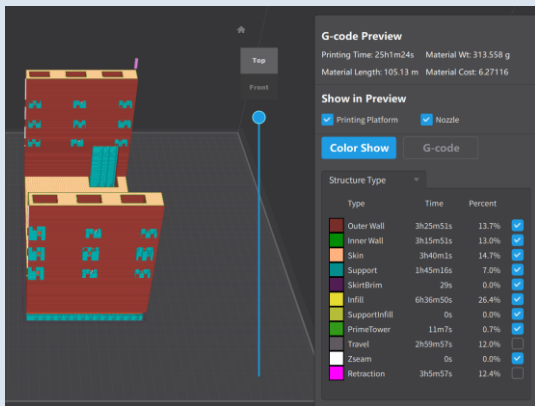 G-code Preview
Printing Time: 25h1m24s Material Wt: 313.558 g
Material Length: 105.13 m Material Cost: 6.27116
Top
Front
Show in Preview
Printing Platform Nozzle
Color Show G-code
Structure Type
Type Time Percent
Outer Wall 3h25m51s 13.7%
Inner Wall 3h15m51s 13.0%
Skin 3h40m1s 14.7%
Support 1h45m16s 7.0%
SkirtBrim 29s 0.0%
Infill 6h36m50s 26.4%
SupportInfill 0s 0.0%
PrimeTower 11m7s 0.7%
Travel 2h59m57s 12.0%
Zseam 0s 0.0%
Retraction 3h5m57s 12.4%